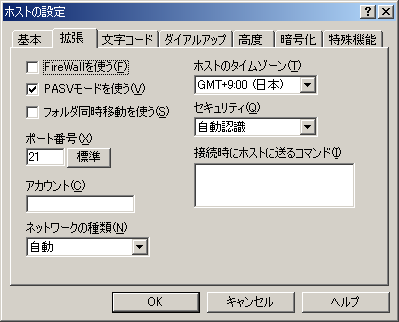 ホストの設定
基本 拡張 文字コード ダイアルアップ 高度 暗号化 特殊機能
FireWallを使う(F)
PASVモードを使う(V)
フォルダ同時移動を使う(S)
ポート番号(X)
21 標準
アカウント(C)
ネットワークの種類(N)
自動
ホストのタイムゾーン(T)
GMT+9:00 (日本)
セキュリティ(Q)
自動認識
接続時にホストに送るコマンド(I)
OK キャンセル ヘルプ